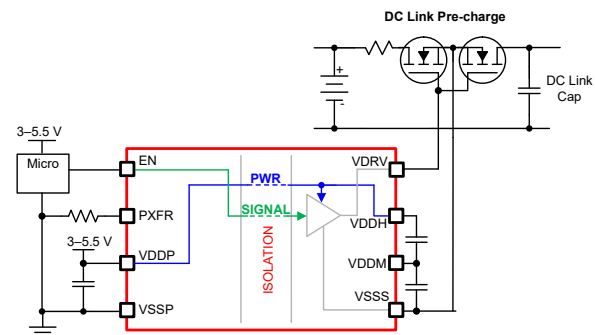 DC Link Pre-charge
+
-
DC Link
Cap
3–5.5 V
Micro
EN
PWR
VDRV
SIGNAL
PXFR
VDDH
3–5.5 V
VDDP
ISOLATION
VDDM
VSSS
VSSP